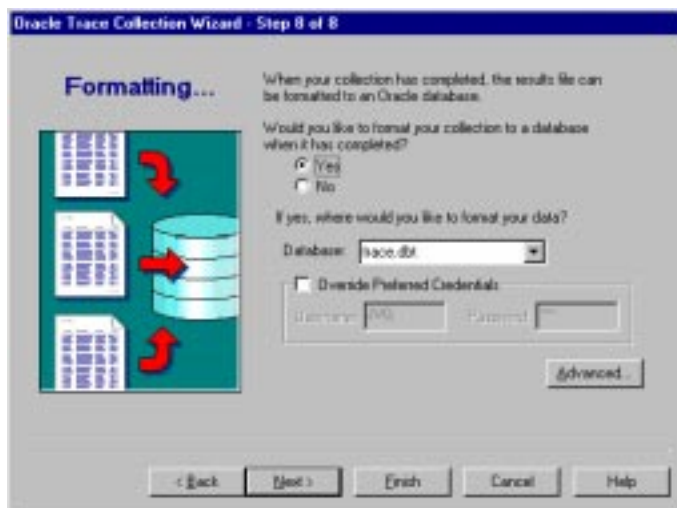 Oracle Trace Collection Wizard - Step 8 of 8
Formatting...
When your collection has completed, the results file can
be formatted to an Oracle database.
Would you like to format your collection to a database
when it has completed?
Yes
No
If yes, where would you like to format your data?
Database:
Override Preferred Credentials
Username:
Password:
Advanced...
< Back
Next >
Finish
Cancel
Help